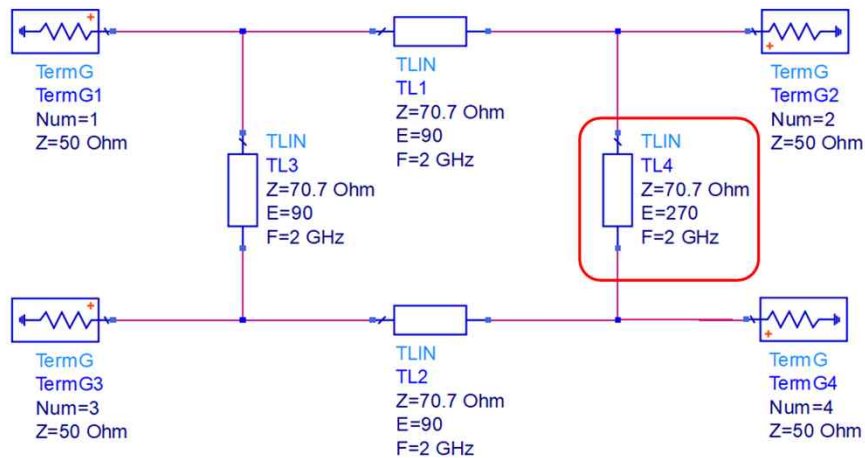 TermG
TermG1
Num=1
Z=50 Ohm
TLIN
TL1
Z=70.7 Ohm
E=90
F=2 GHz
TermG
TermG2
Num=2
Z=50 Ohm
TLIN
TL3
Z=70.7 Ohm
E=90
F=2 GHz
TLIN
TL4
Z=70.7 Ohm
E=270
F=2 GHz
TermG
TermG3
Num=3
Z=50 Ohm
TLIN
TL2
Z=70.7 Ohm
E=90
F=2 GHz
TermG
TermG4
Num=4
Z=50 Ohm